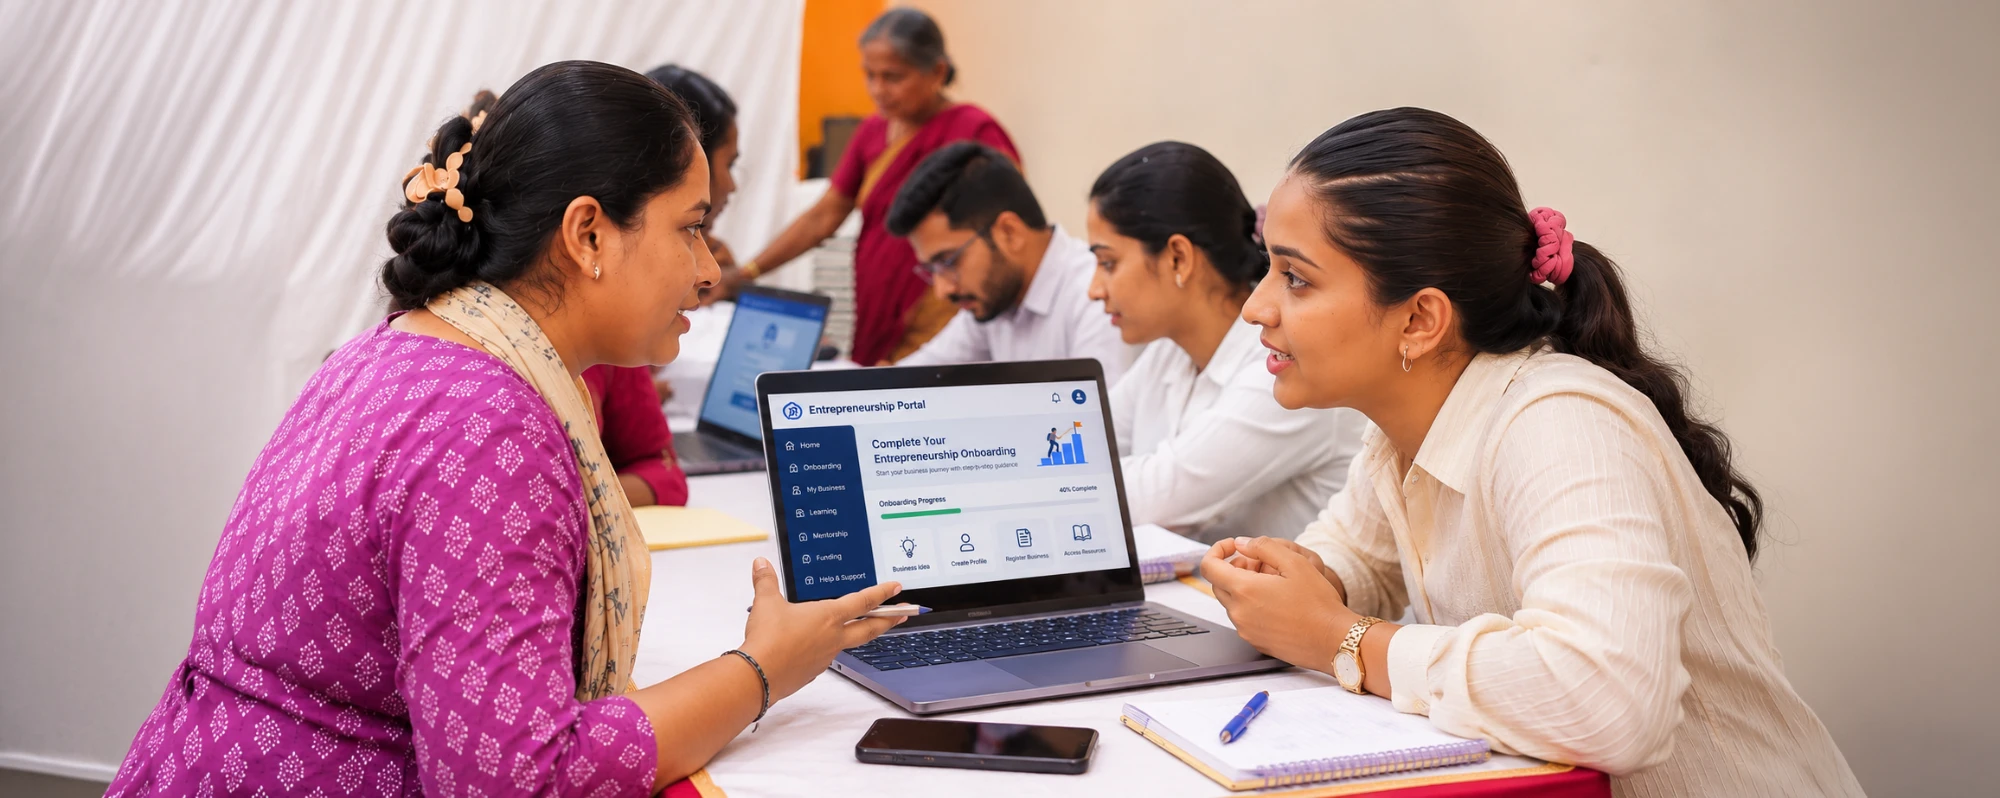 Entrepreneurship Portal
Home
Onboarding
My Business
Learning
Mentorship
Funding
Help & Support
Complete Your
Entrepreneurship Onboarding
Start your business journey with step-by-step guidance
Onboarding Progress
40% Complete
Business Idea
Create Profile
Register Business
Access Resources